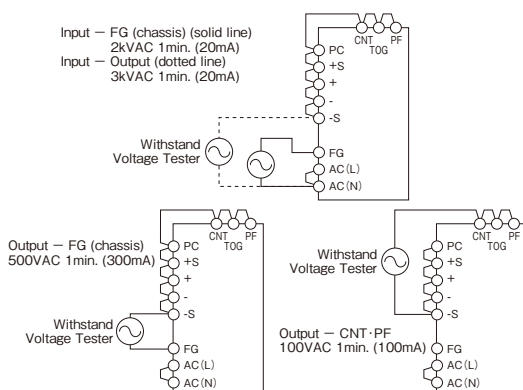 Input － FG (chassis) (solid line)
2kVAC 1min. (20mA)
Input － Output (dotted line)
3kVAC 1min. (20mA)
CNT PF
TOG
PC
+S
+
-
-S
Withstand
Voltage Tester
FG
AC(L)
AC(N)
Output － FG (chassis)
500VAC 1min. (300mA)
CNT PF
TOG
PC
+S
+
-
-S
Withstand
Voltage Tester
FG
AC(L)
AC(N)
CNT PF
TOG
Withstand
Voltage Tester
PC
+S
+
-
-S
Output － CNT·PF
100VAC 1min. (100mA)
FG
AC(L)
AC(N)